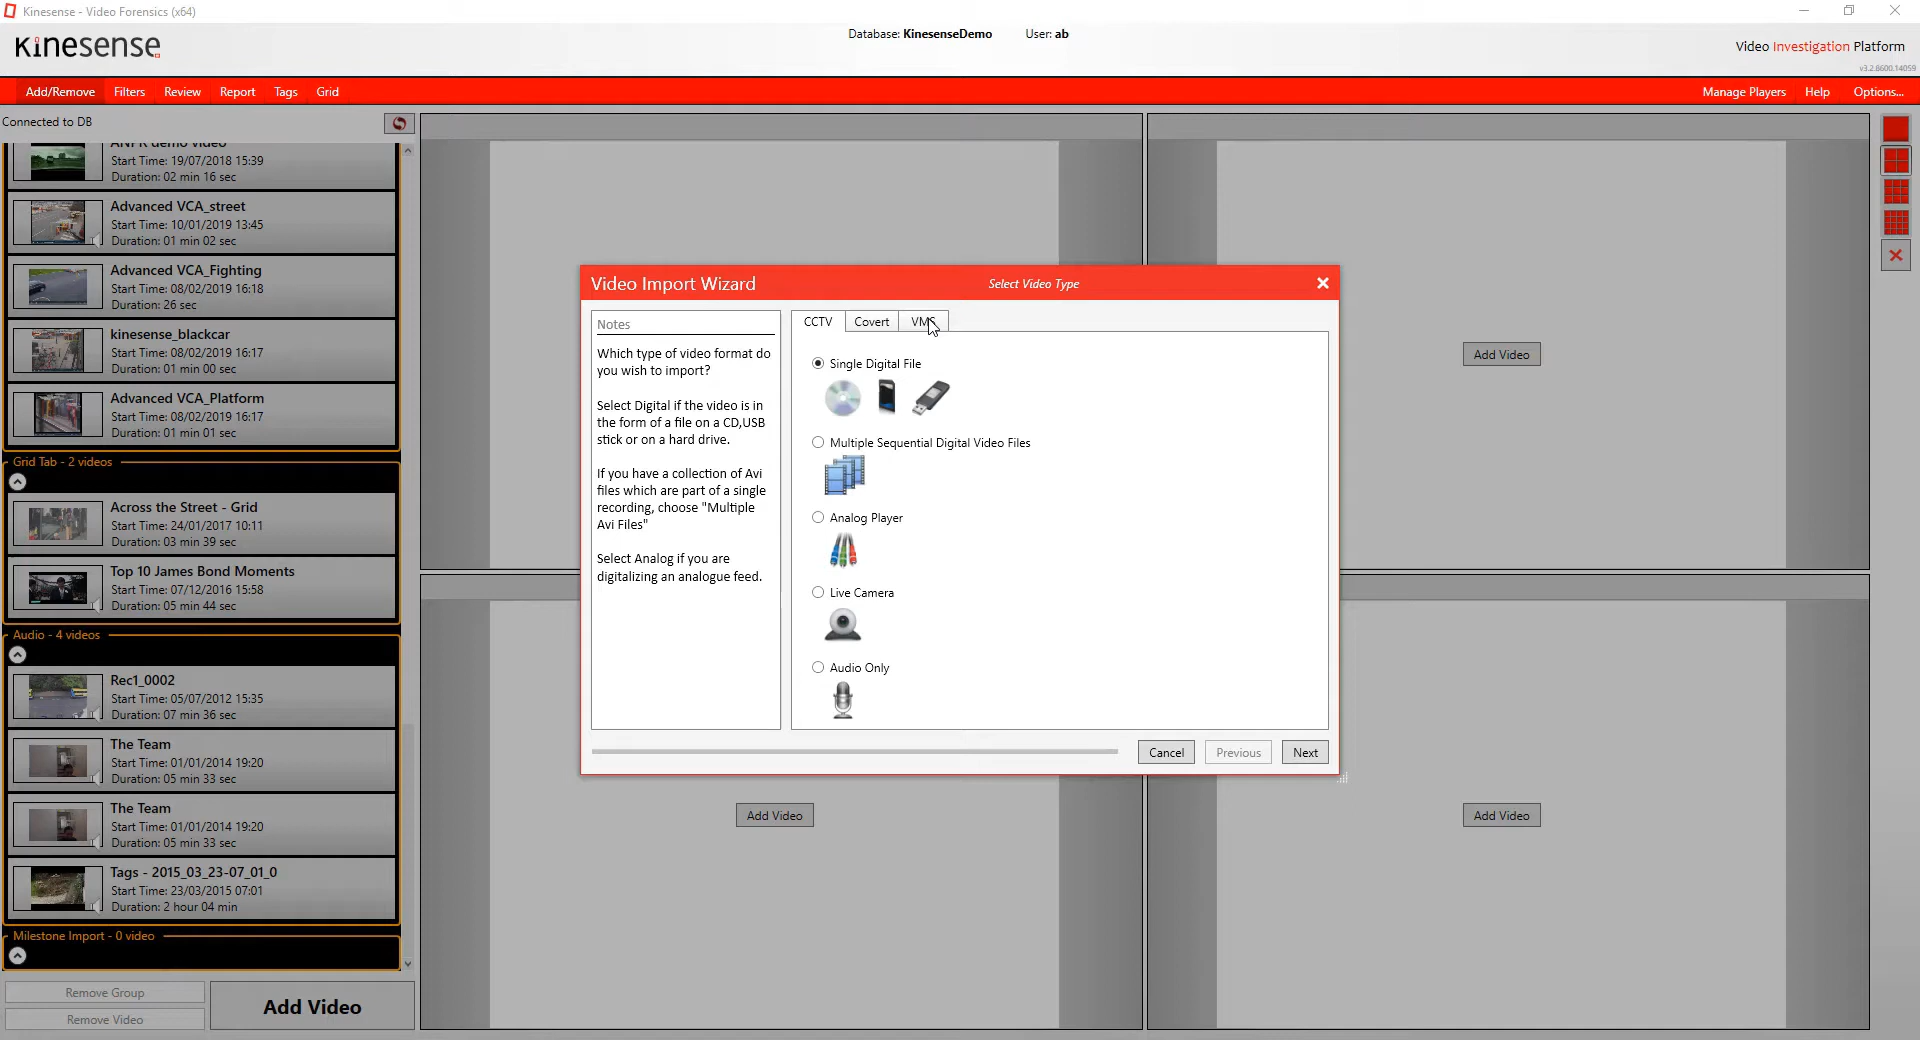 Kinesense - Video Forensics (x64)
kinesense
Database: KinesenseDemo
User: ab
Video Investigation Platform
v3.2.8600.14059
Add/Remove
Filters
Review
Report
Tags
Grid
Manage Players
Help
Options...
Connected to DB
ANPR demo video
Start Time: 19/07/2018 15:39
Duration: 02 min 16 sec
Advanced VCA_street
Start Time: 10/01/2019 13:45
Duration: 01 min 02 sec
Advanced VCA_Fighting
Start Time: 08/02/2019 16:18
Duration: 26 sec
kinesense_blackcar
Start Time: 08/02/2019 16:17
Duration: 01 min 00 sec
Advanced VCA_Platform
Start Time: 08/02/2019 16:17
Duration: 01 min 01 sec
Grid Tab - 2 videos
Across the Street - Grid
Start Time: 24/01/2017 10:11
Duration: 03 min 39 sec
Top 10 James Bond Moments
Start Time: 07/12/2016 15:58
Duration: 05 min 44 sec
Audio - 4 videos
Rec1_0002
Start Time: 05/07/2012 15:35
Duration: 07 min 36 sec
The Team
Start Time: 01/01/2014 19:20
Duration: 05 min 33 sec
The Team
Start Time: 01/01/2014 19:20
Duration: 05 min 33 sec
Tags - 2015_03_23-07_01_0
Start Time: 23/03/2015 07:01
Duration: 2 hour 04 min
Milestone Import - 0 video
Remove Group
Remove Video
Add Video
Video Import Wizard
Select Video Type
Notes
Which type of video format do
you wish to import?
Select Digital if the video is in
the form of a file on a CD,USB
stick or on a hard drive.
If you have a collection of Avi
files which are part of a single
recording, choose "Multiple
Avi Files"
Select Analog if you are
digitalizing an analogue feed.
CCTV
Covert
VMS
Single Digital File
Multiple Sequential Digital Video Files
Analog Player
Live Camera
Audio Only
Cancel
Previous
Next
Add Video
Add Video
Add Video